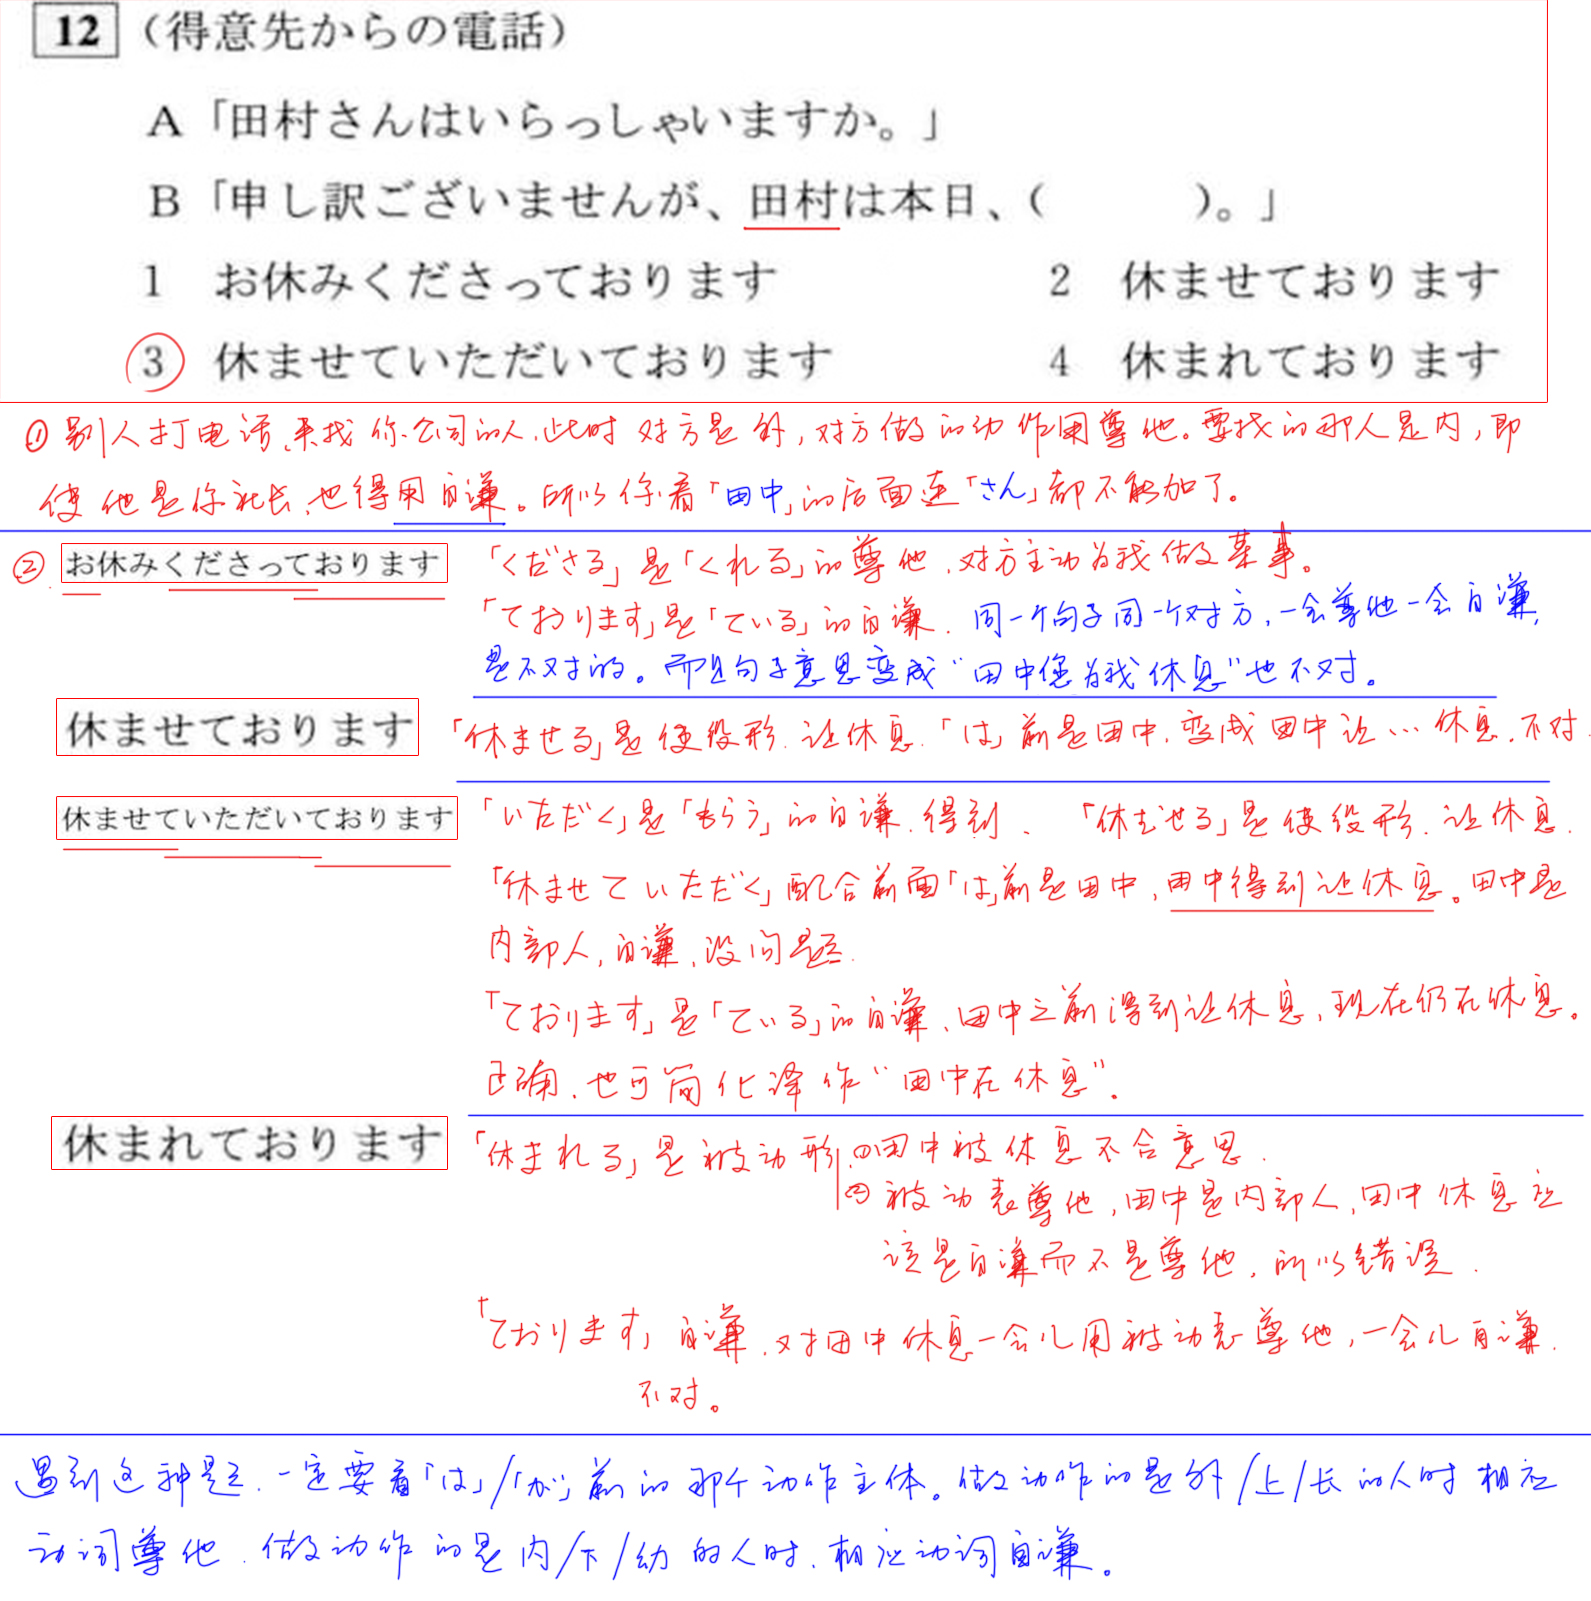 12 (得意先からの電話)
A「田村さんはいらっしゃいますか。」
B「申し訳ございませんが、田村は本日、(　　　)。」
1 お休みくださっております　2 休ませております
3 休ませていただいております　4 休まれております
① 别人打电话来找你公司的人,此时对方是外,对方做的动作用尊他。要找的那人是内,即
使他是你社长,也得用自谦。所以你看「田中」的后面连「さん」都不能加了。
② お休みくださっております 「くださる」是「くれる」的尊他,对方主动为我做某事。
「ております」是「ている」的自谦.同一个句子同一个对方,一会尊他一会自谦,
是不对的。而且句子意思变成“田中您为我休息”也不对。
休ませております 「休ませる」是使役形.让休息.「は」前是田中.变成田中让…休息.不对.
休ませていただいております 「いただく」是「もらう」的自谦.得到. 「休ませる」是使役形.让休息.
「休ませていただく」配合前面「は」前是田中,田中得到让休息。田中是
内部人,自谦,没问题.
「ております」是「ている」的自谦、田中之前得到让休息,现在仍在休息。
正确.也可简化译作“田中在休息”.
休まれております 「休まれる」是被动形.①田中被休息不合意思.
②被动表尊他,田中是内部人,田中休息应
该是自谦而不是尊他,所以错误.
「ております」自谦.对田中休息一会儿用被动表尊他,一会儿自谦.
不对。
遇到这种题.一定要看「は」/「が」前的那个动作主体。做动作的是外/上/长的人时相应
动词尊他.做动作的是内/下/幼的人时.相应动词自谦。